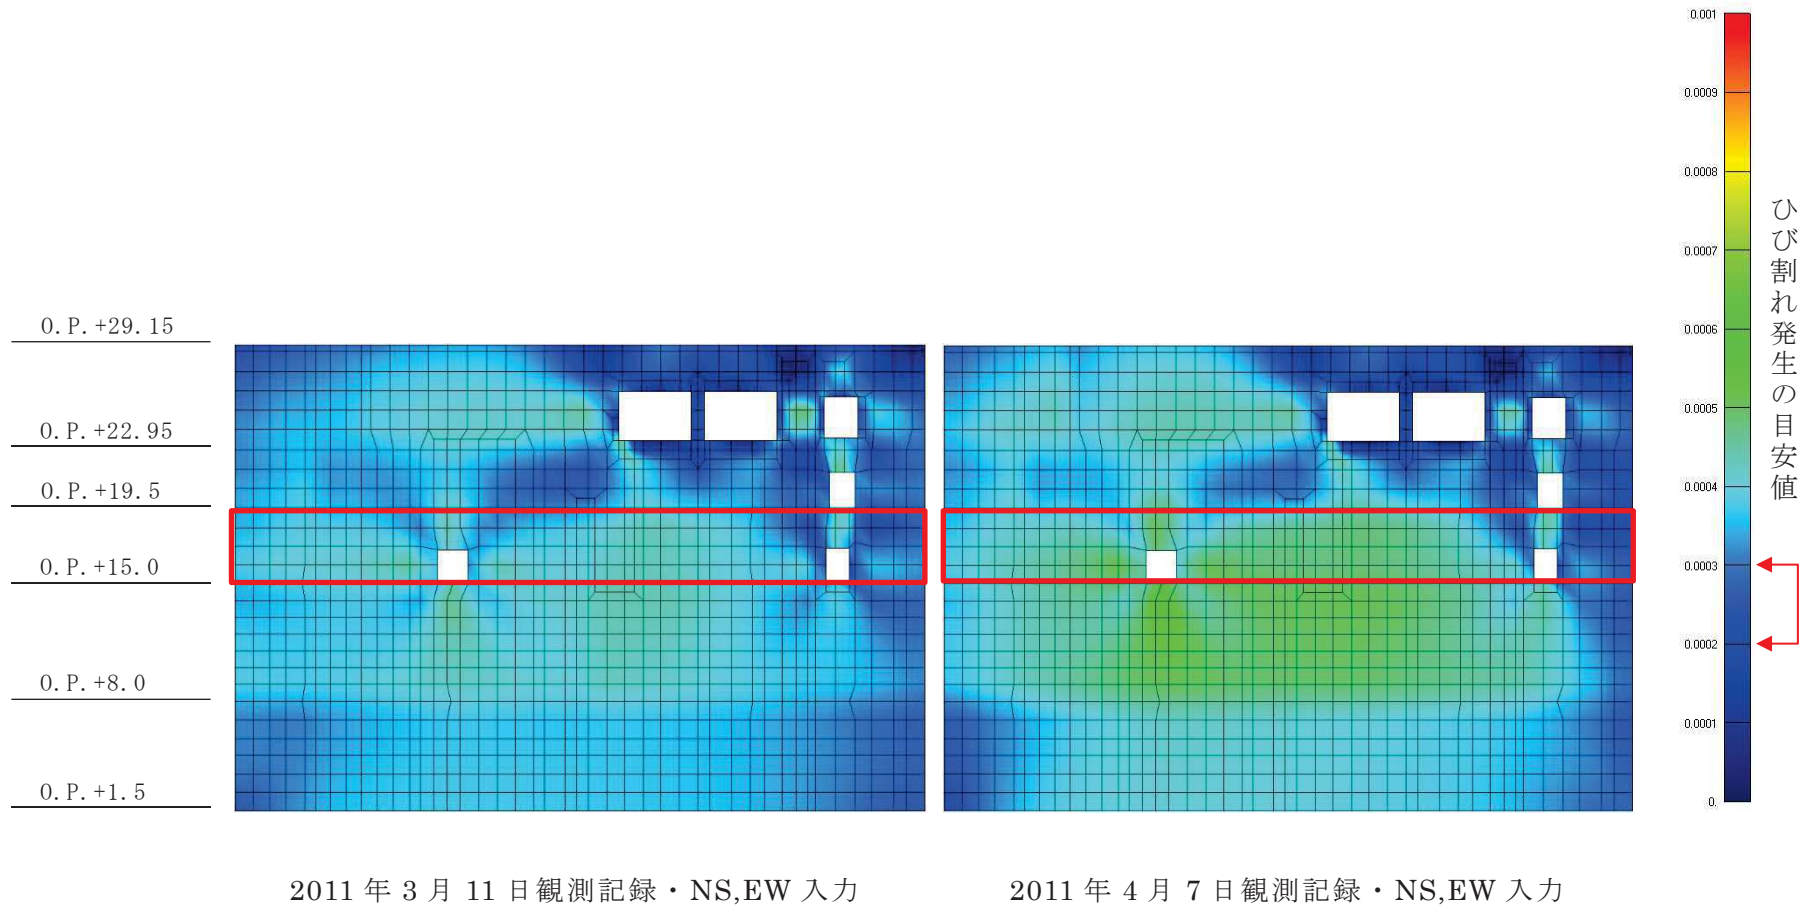 0.001
0.0009
0.0008
0.0007
0.0006
0.0005
0.0004
0.0003
0.0002
0.0001
0.
ひび割れ発生の目安値
O.P.+29.15
O.P.+22.95
O.P.+19.5
O.P.+15.0
O.P.+8.0
O.P.+1.5
2011 年 3 月 11 日観測記録・NS,EW 入力
2011 年 4 月 7 日観測記録・NS,EW 入力